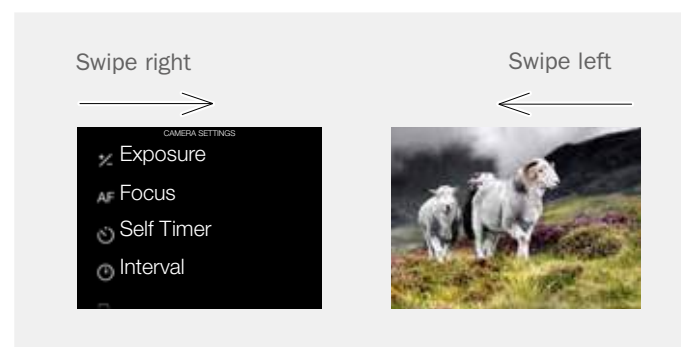 Swipe right
Swipe left
CAMERA SETTINGS
Exposure
AF Focus
Self Timer
Interval